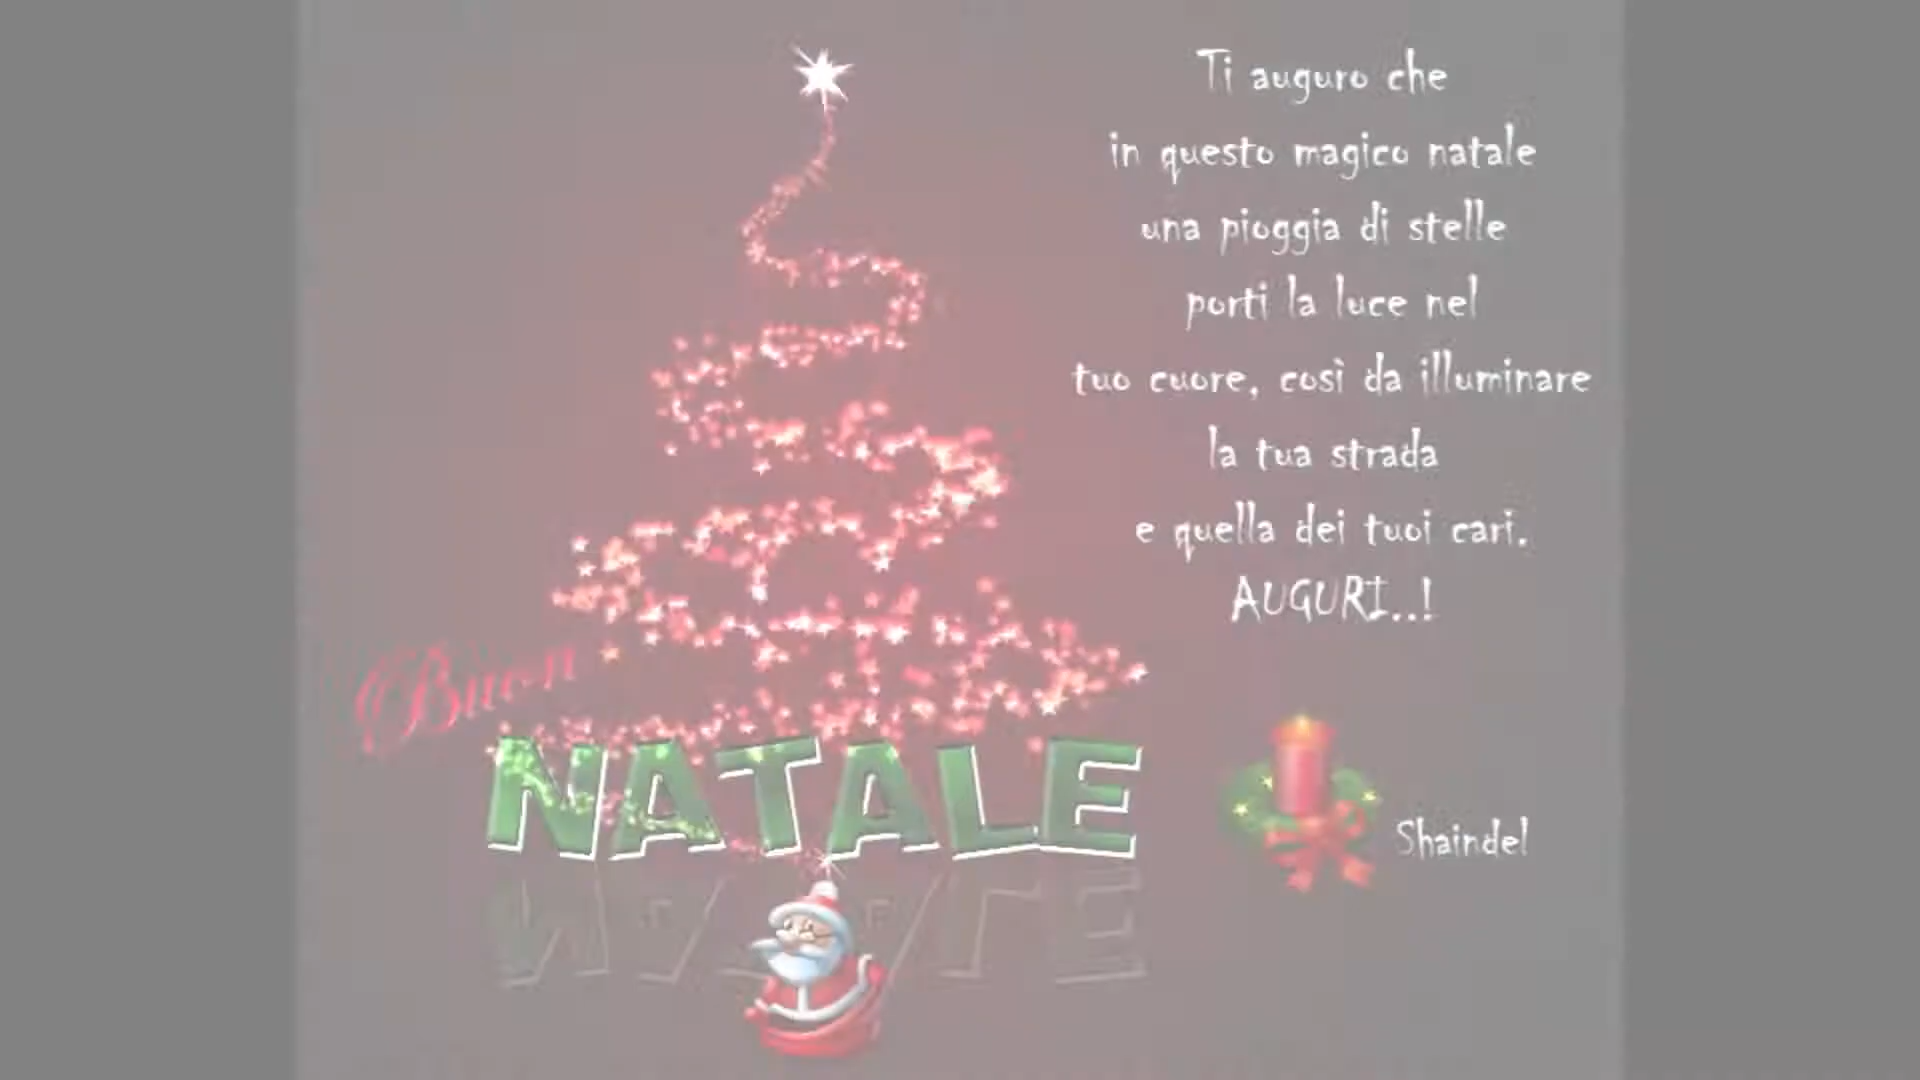 Ti auguro che
in questo magico natale
una pioggia di stelle
porti la luce nel
tuo cuore, così da illuminare
la tua strada
e quella dei tuoi cari.
AUGURI..!
Buon
NATALE
Shaindel